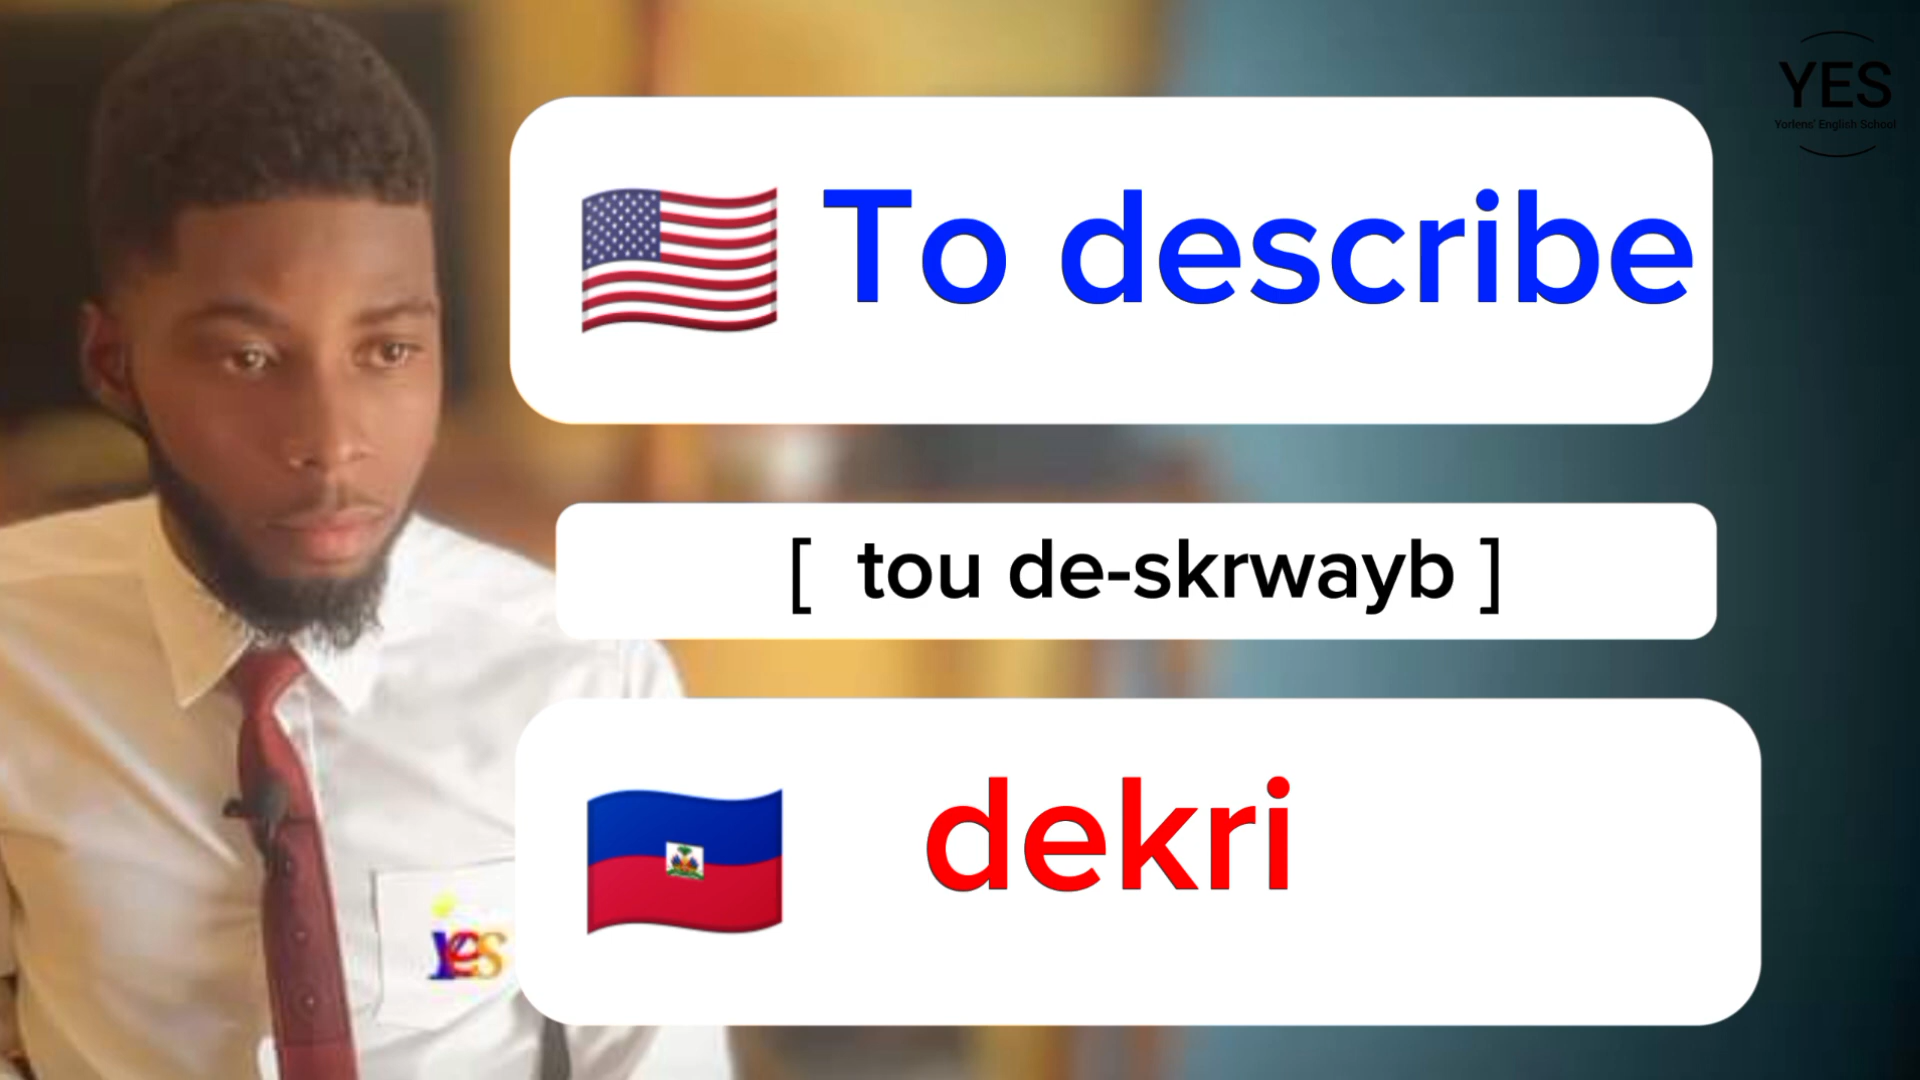 YES
Yorlens' English School
To describe
[ tou de-skrwayb ]
dekri
yes